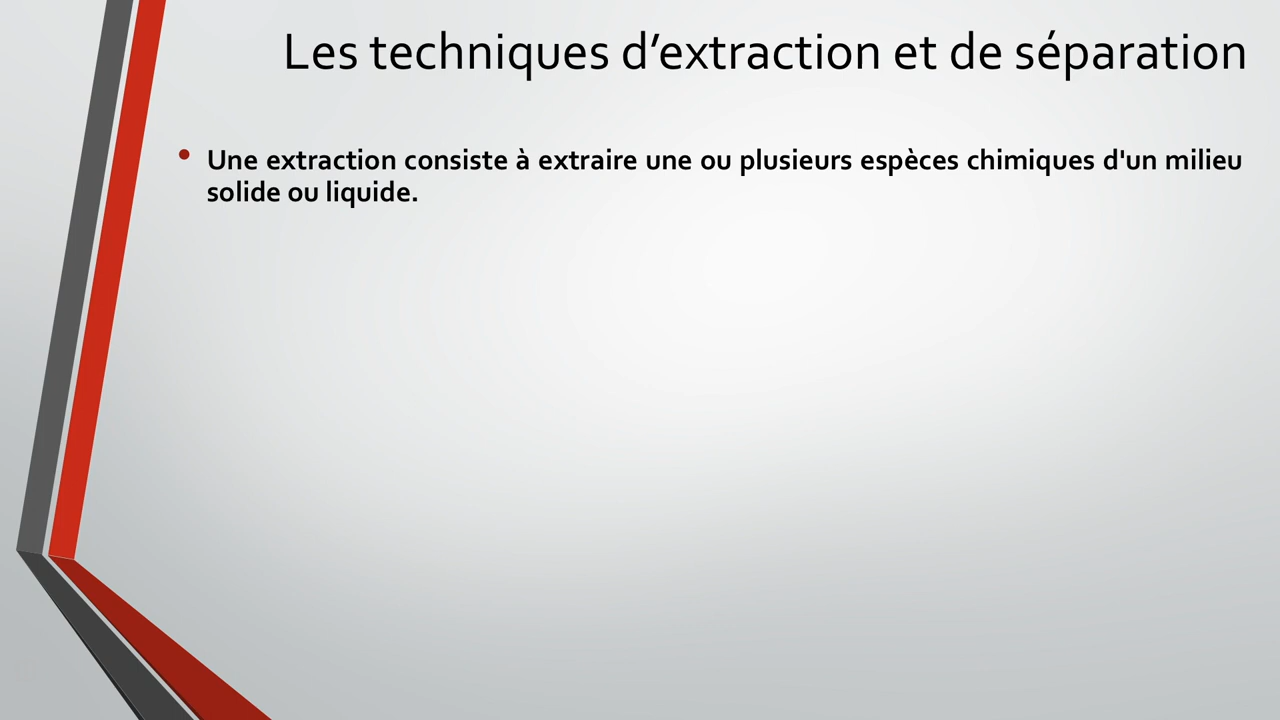 Les techniques d’extraction et de séparation
• Une extraction consiste à extraire une ou plusieurs espèces chimiques d'un milieu
solide ou liquide.